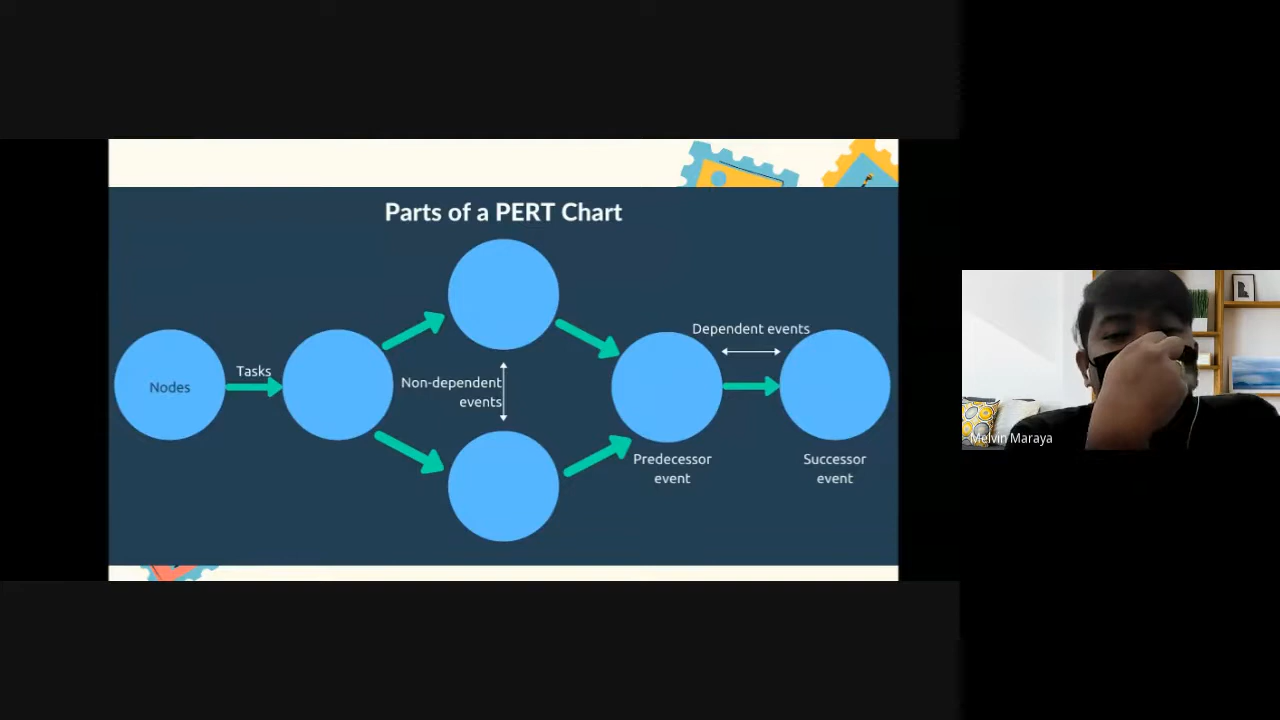 Parts of a PERT Chart
Nodes
Tasks
Non-dependent
events
Dependent events
Predecessor
event
Successor
event
Melvin Maraya